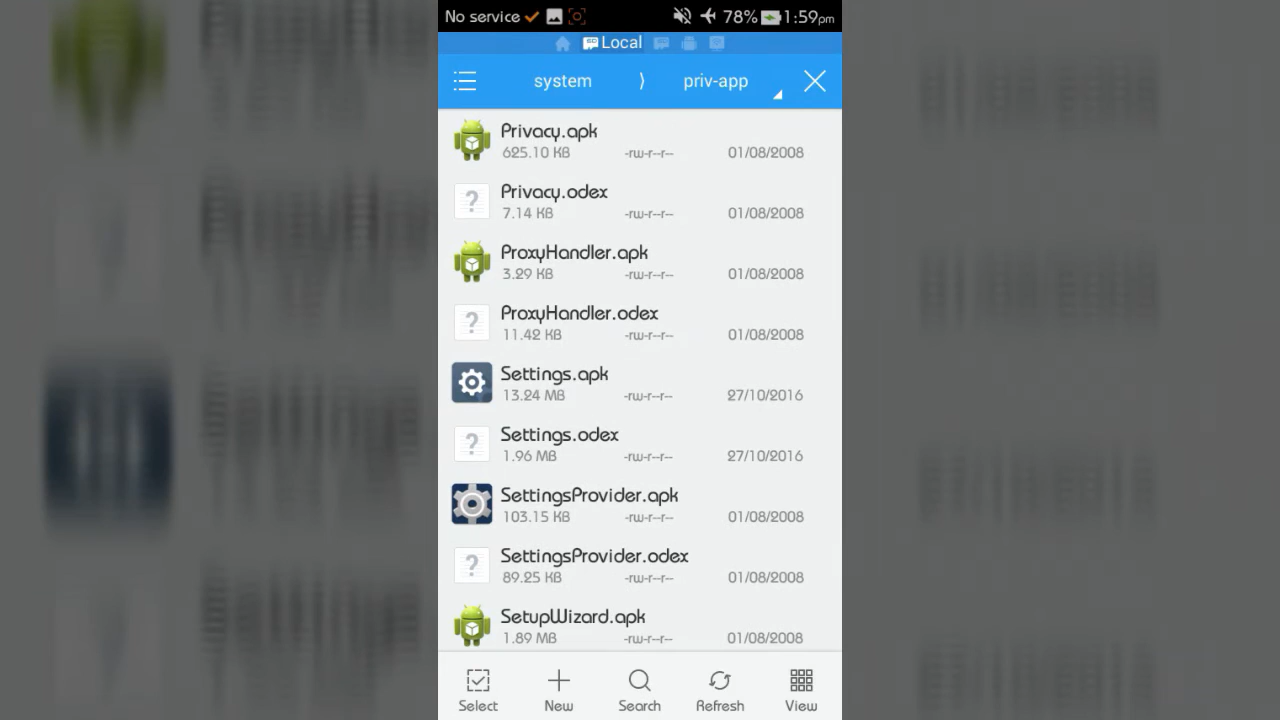 No service 78% 1:59pm
Local
system ⟩ priv-app
Privacy.apk
625.10 KB -rw-r--r-- 01/08/2008
Privacy.odex
7.14 KB -rw-r--r-- 01/08/2008
ProxyHandler.apk
3.29 KB -rw-r--r-- 01/08/2008
ProxyHandler.odex
11.42 KB -rw-r--r-- 01/08/2008
Settings.apk
13.24 MB -rw-r--r-- 27/10/2016
Settings.odex
1.96 MB -rw-r--r-- 27/10/2016
SettingsProvider.apk
103.15 KB -rw-r--r-- 01/08/2008
SettingsProvider.odex
89.25 KB -rw-r--r-- 01/08/2008
SetupWizard.apk
1.89 MB -rw-r--r-- 01/08/2008
Select New Search Refresh View